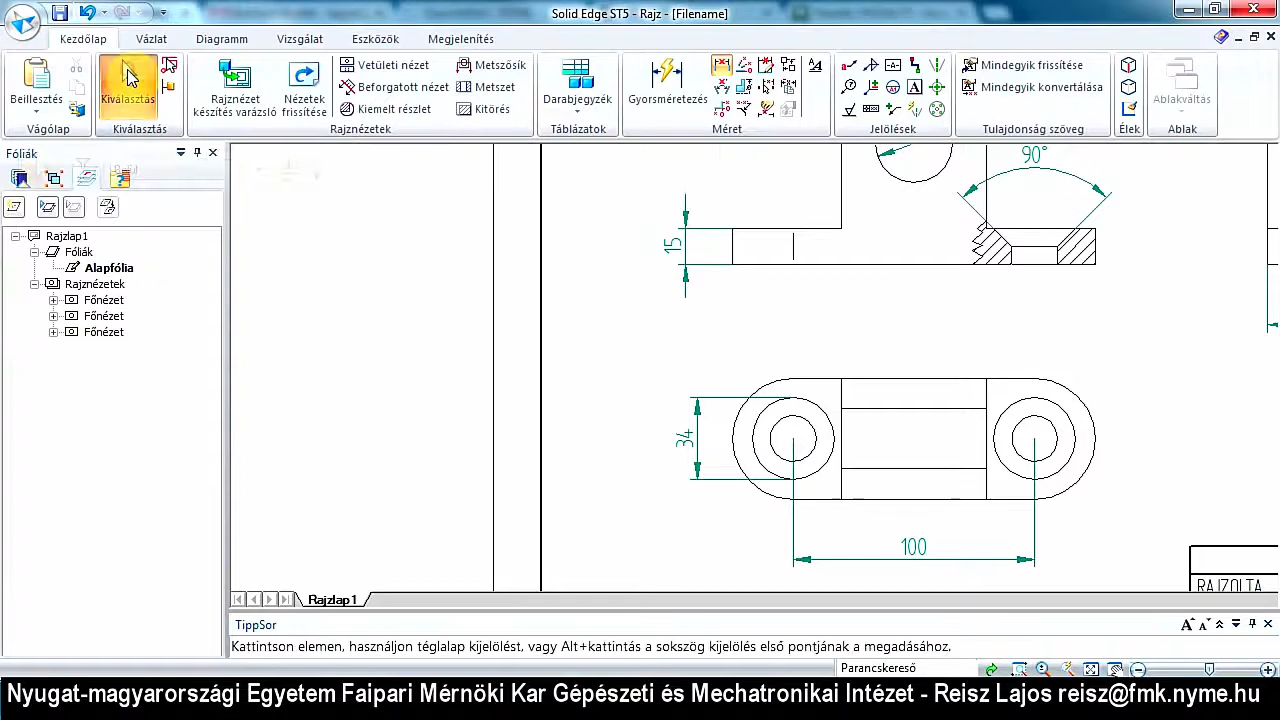 Solid Edge ST5 - Rajz - [Filename]
Kezdőlap Vázlat Diagramm Vizsgálat Eszközök Megjelenítés
Beillesztés
Vágólap
Kiválasztás
Kiválasztás
Rajznézet készítés varázsló
Nézetek frissítése
Vetületi nézet
Beforgatott nézet
Kiemelt részlet
Metszősík
Metszet
Kitörés
Rajznézetek
Darabjegyzék
Táblázatok
Gyorsméretezés
Méret
Jelölések
Mindegyik frissítése
Mindegyik konvertálása
Tulajdonság szöveg
Élek
Ablakváltás
Ablak
Fóliák
Rajzlap1
Fóliák
Alapfólia
Rajznézetek
Főnézet
Főnézet
Főnézet
90°
15
34
100
RAJZOLTA
Rajzlap1
TippSor
Kattintson elemen, használjon téglalap kijelölést, vagy Alt+kattintás a sokszög kijelölés első pontjának a megadásához.
Parancskereső
Nyugat-magyarországi Egyetem Faipari Mérnöki Kar Gépészeti és Mechatronikai Intézet - Reisz Lajos reisz@fmk.nyme.hu